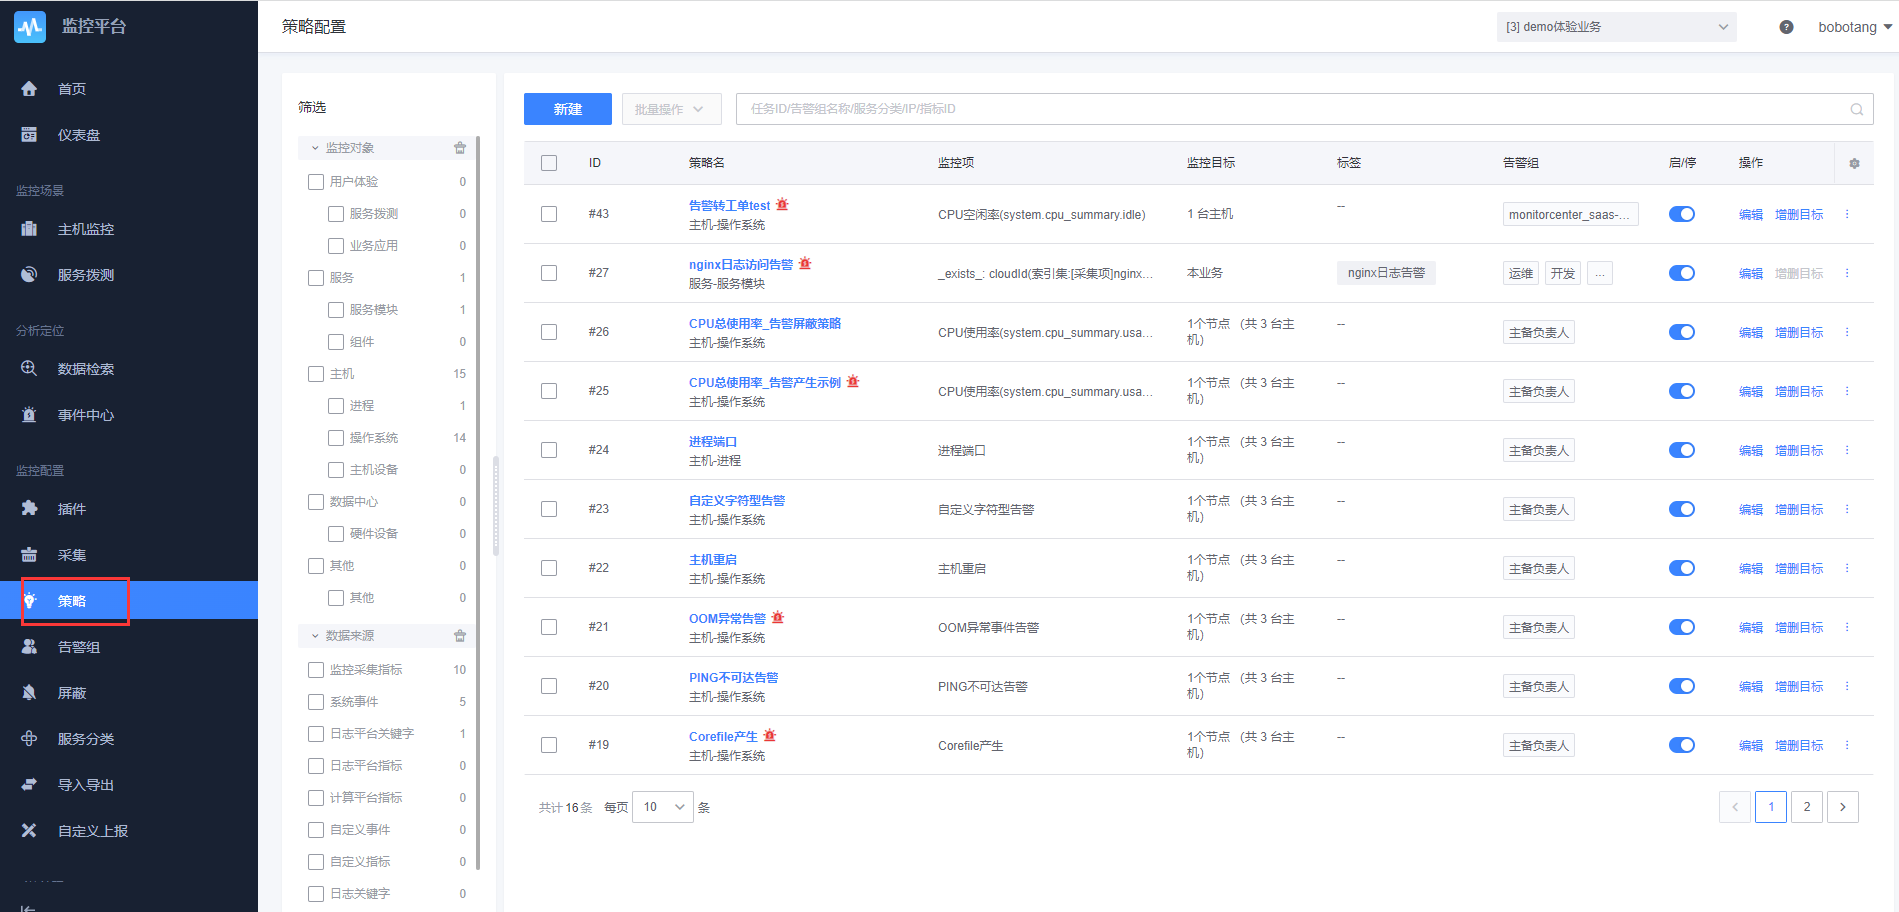 监控平台
首页
仪表盘
监控场景
主机监控
服务拨测
分析定位
数据检索
事件中心
监控配置
插件
采集
策略
告警组
屏蔽
服务分类
导入导出
自定义上报
策略配置
[3] demo体验业务
bobotang
筛选
监控对象
用户体验 0
服务拨测 0
业务应用 0
服务 1
服务模块 1
组件 0
主机 15
进程 1
操作系统 14
主机设备 0
数据中心 0
硬件设备 0
其他 0
其他 0
数据来源
监控采集指标 10
系统事件 5
日志平台关键字 1
日志平台指标 0
计算平台指标 0
自定义事件 0
自定义指标 0
日志关键字 0
新建 批量操作 任务ID/告警组名称/服务分类/IP/指标ID
ID 策略名 监控项 监控目标 标签 告警组 启/停 操作
#43 告警转工单test 主机-操作系统 CPU空闲率(system.cpu_summary.idle) 1 台主机 -- monitorcenter_saas-... 编辑 增删目标
#27 nginx日志访问告警 服务-服务模块 _exists_: cloudId(索引集:[采集项]nginx... 本业务 nginx日志告警 运维 开发 ... 编辑 增删目标
#26 CPU总使用率_告警屏蔽策略 主机-操作系统 CPU使用率(system.cpu_summary.usa... 1个节点 （共 3 台主机） -- 主备负责人 编辑 增删目标
#25 CPU总使用率_告警产生示例 主机-操作系统 CPU使用率(system.cpu_summary.usa... 1个节点 （共 3 台主机） -- 主备负责人 编辑 增删目标
#24 进程端口 主机-进程 进程端口 1个节点 （共 3 台主机） -- 主备负责人 编辑 增删目标
#23 自定义字符型告警 主机-操作系统 自定义字符型告警 1个节点 （共 3 台主机） -- 主备负责人 编辑 增删目标
#22 主机重启 主机-操作系统 主机重启 1个节点 （共 3 台主机） -- 主备负责人 编辑 增删目标
#21 OOM异常告警 主机-操作系统 OOM异常事件告警 1个节点 （共 3 台主机） -- 主备负责人 编辑 增删目标
#20 PING不可达告警 主机-操作系统 PING不可达告警 1个节点 （共 3 台主机） -- 主备负责人 编辑 增删目标
#19 Corefile产生 主机-操作系统 Corefile产生 1个节点 （共 3 台主机） -- 主备负责人 编辑 增删目标
共计 16 条 每页 10 条 1 2